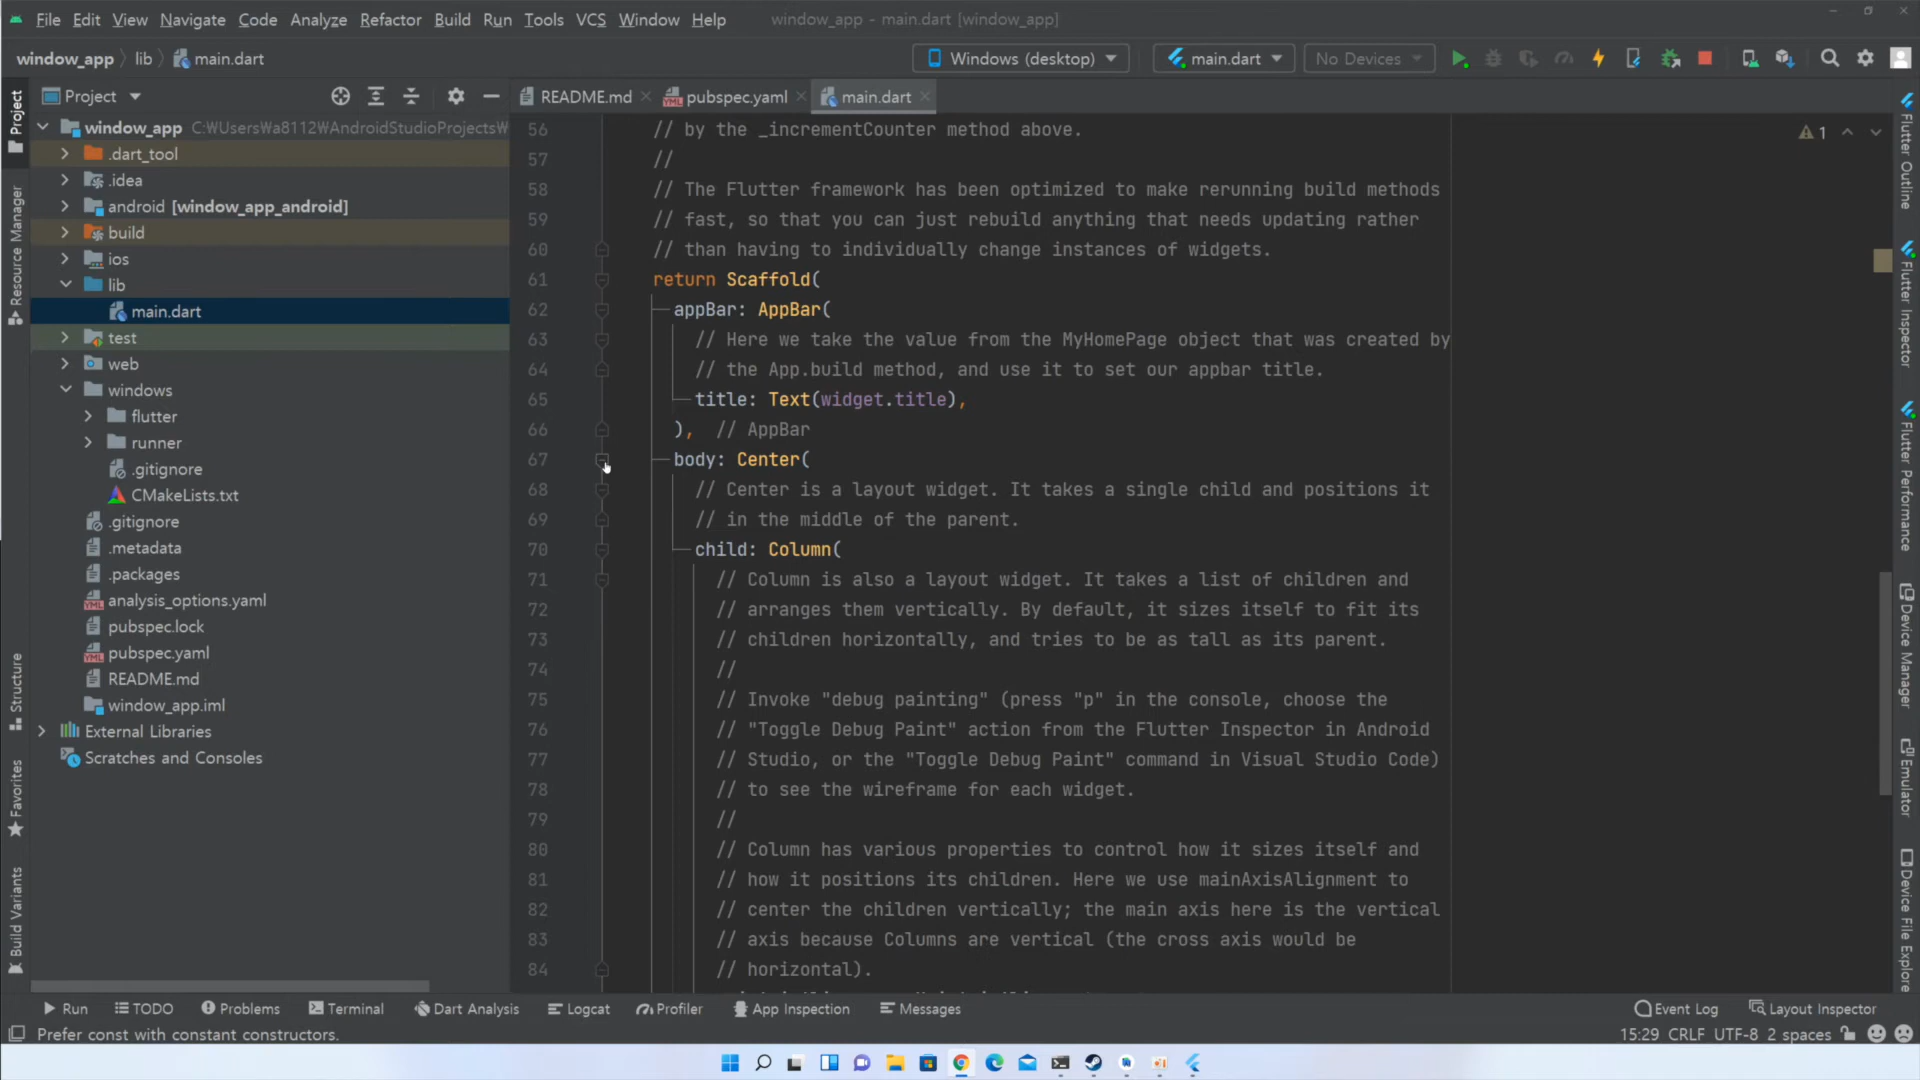 File Edit View Navigate Code Analyze Refactor Build Run Tools VCS Window Help window_app - main.dart [window_app]
window_app lib main.dart Windows (desktop) main.dart No Devices
Project README.md pubspec.yaml main.dart
window_app C:₩Users₩a8112₩AndroidStudioProjects₩
.dart_tool
.idea
android [window_app_android]
build
ios
lib
main.dart
test
web
windows
flutter
runner
.gitignore
CMakeLists.txt
.gitignore
.metadata
.packages
analysis_options.yaml
pubspec.lock
pubspec.yaml
README.md
window_app.iml
External Libraries
Scratches and Consoles
Project
Resource Manager
Structure
Favorites
Build Variants
56 // by the _incrementCounter method above.
57 //
58 // The Flutter framework has been optimized to make rerunning build methods
59 // fast, so that you can just rebuild anything that needs updating rather
60 // than having to individually change instances of widgets.
61 return Scaffold(
62 appBar: AppBar(
63 // Here we take the value from the MyHomePage object that was created by
64 // the App.build method, and use it to set our appbar title.
65 title: Text(widget.title),
66 ), // AppBar
67 body: Center(
68 // Center is a layout widget. It takes a single child and positions it
69 // in the middle of the parent.
70 child: Column(
71 // Column is also a layout widget. It takes a list of children and
72 // arranges them vertically. By default, it sizes itself to fit its
73 // children horizontally, and tries to be as tall as its parent.
74 //
75 // Invoke "debug painting" (press "p" in the console, choose the
76 // "Toggle Debug Paint" action from the Flutter Inspector in Android
77 // Studio, or the "Toggle Debug Paint" command in Visual Studio Code)
78 // to see the wireframe for each widget.
79 //
80 // Column has various properties to control how it sizes itself and
81 // how it positions its children. Here we use mainAxisAlignment to
82 // center the children vertically; the main axis here is the vertical
83 // axis because Columns are vertical (the cross axis would be
84 // horizontal).
1
Flutter Outline
Flutter Inspector
Flutter Performance
Device Manager
Emulator
Device File Explore
Run TODO Problems Terminal Dart Analysis Logcat Profiler App Inspection Messages Event Log Layout Inspector
Prefer const with constant constructors. 15:29 CRLF UTF-8 2 spaces